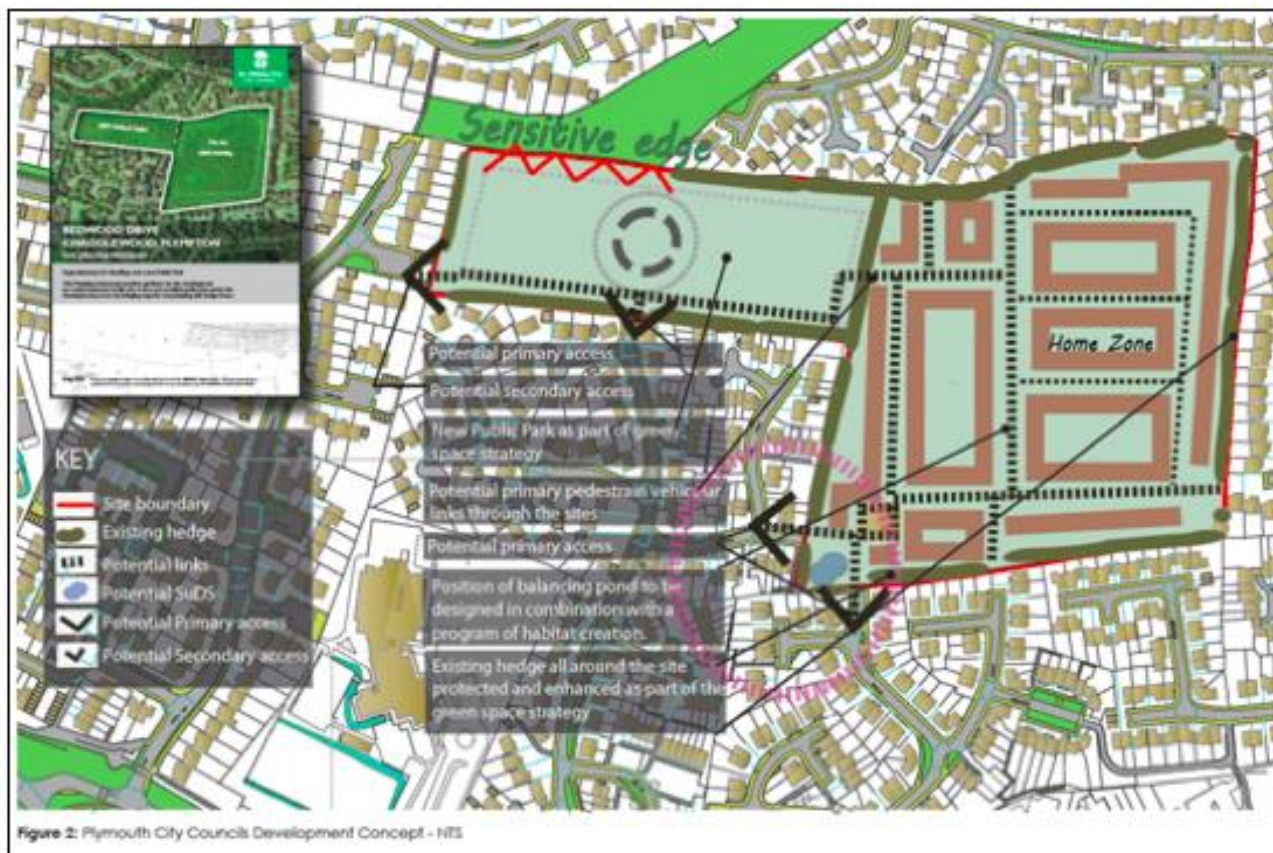 Sensitive edge
REDWOOD DRIVE
CHADDLEWOOD, PLYMPTON
Home Zone
Potential primary access
Potential secondary access
New Public Park as part of green
space strategy
Potential primary pedestrain vehicular
links through the sites
Potential primary access
Position of balancing pond to be
designed in combination with a
program of habitat creation.
Existing hedge all around the site
protected and enhanced as part of the
green space strategy
KEY
Site boundary
Existing hedge
Potential links
Potential SuDS
Potential Primary access
Potential Secondary access
Figure 2: Plymouth City Councils Development Concept - NTS